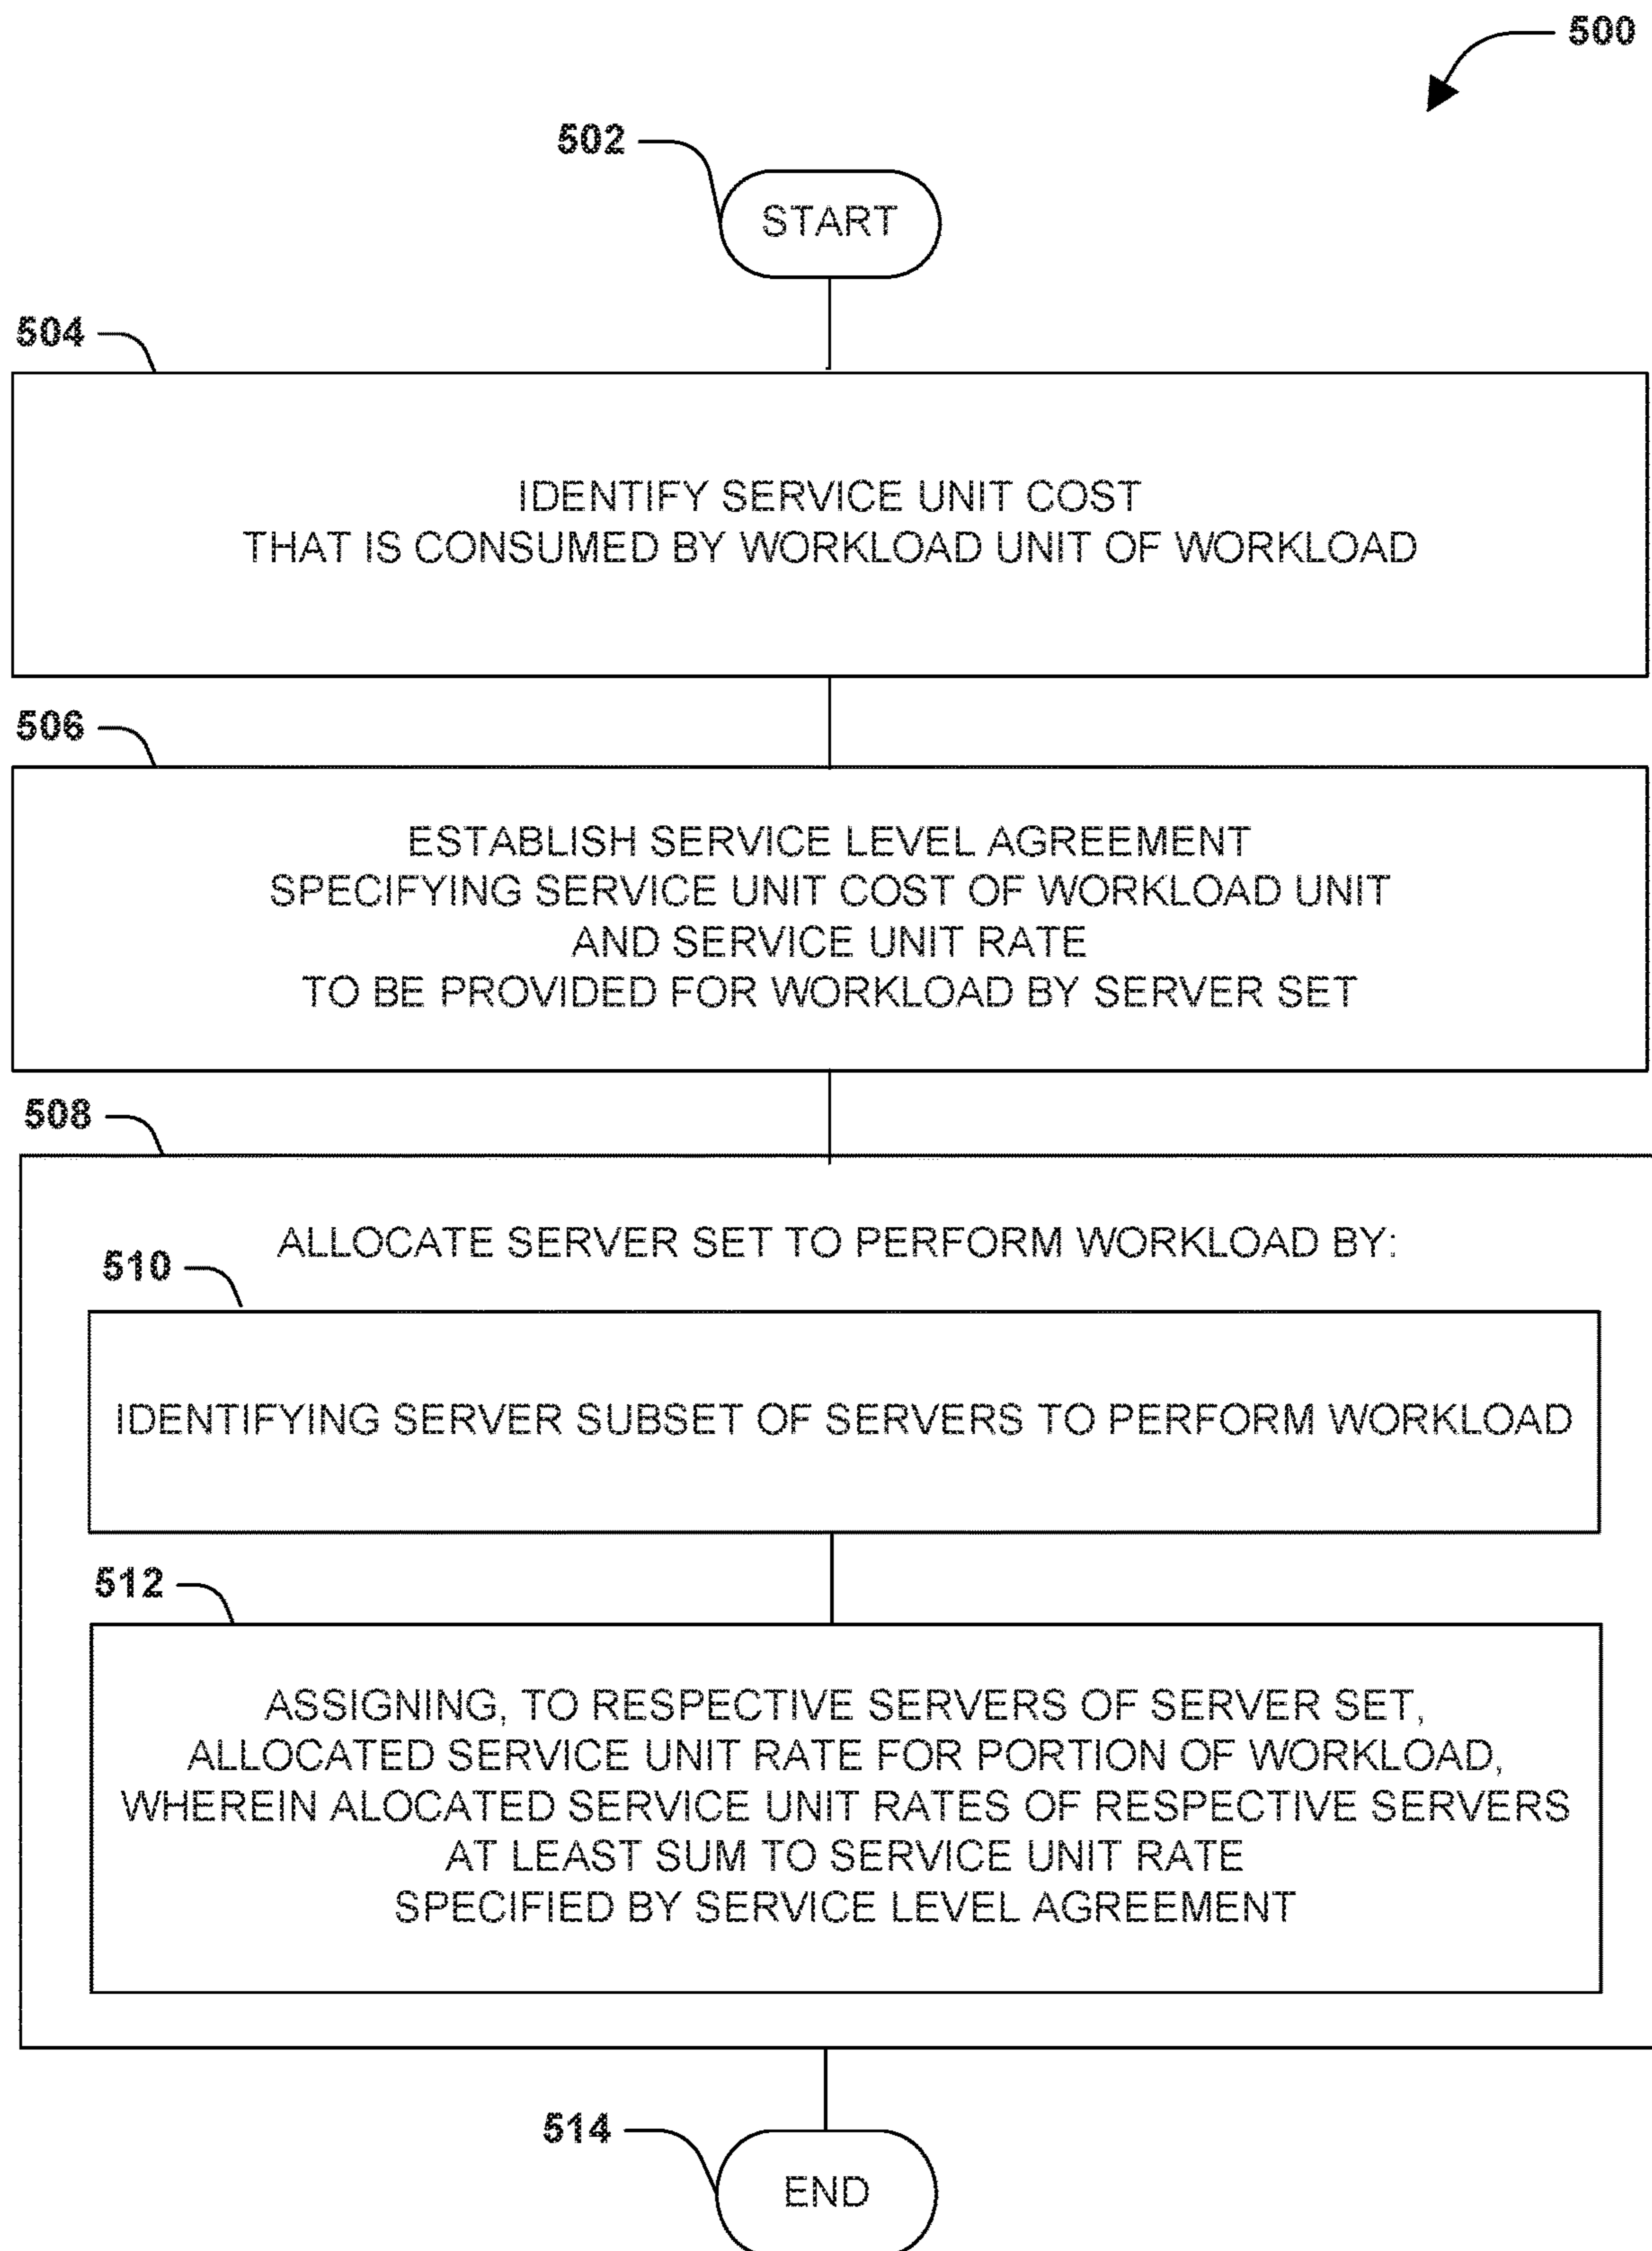 500
502
START
504
IDENTIFY SERVICE UNIT COST
THAT IS CONSUMED BY WORKLOAD UNIT OF WORKLOAD
506
ESTABLISH SERVICE LEVEL AGREEMENT
SPECIFYING SERVICE UNIT COST OF WORKLOAD UNIT
AND SERVICE UNIT RATE
TO BE PROVIDED FOR WORKLOAD BY SERVER SET
508
ALLOCATE SERVER SET TO PERFORM WORKLOAD BY:
510
IDENTIFYING SERVER SUBSET OF SERVERS TO PERFORM WORKLOAD
512
ASSIGNING, TO RESPECTIVE SERVERS OF SERVER SET,
ALLOCATED SERVICE UNIT RATE FOR PORTION OF WORKLOAD,
WHEREIN ALOCATED SERVICE UNIT RATES OF RESPECTIVE SERVERS
AT LEAST SUM TO SERVICE UNIT RATE
SPECIFIED BY SERVICE LEVEL AGREEMENT
514
END